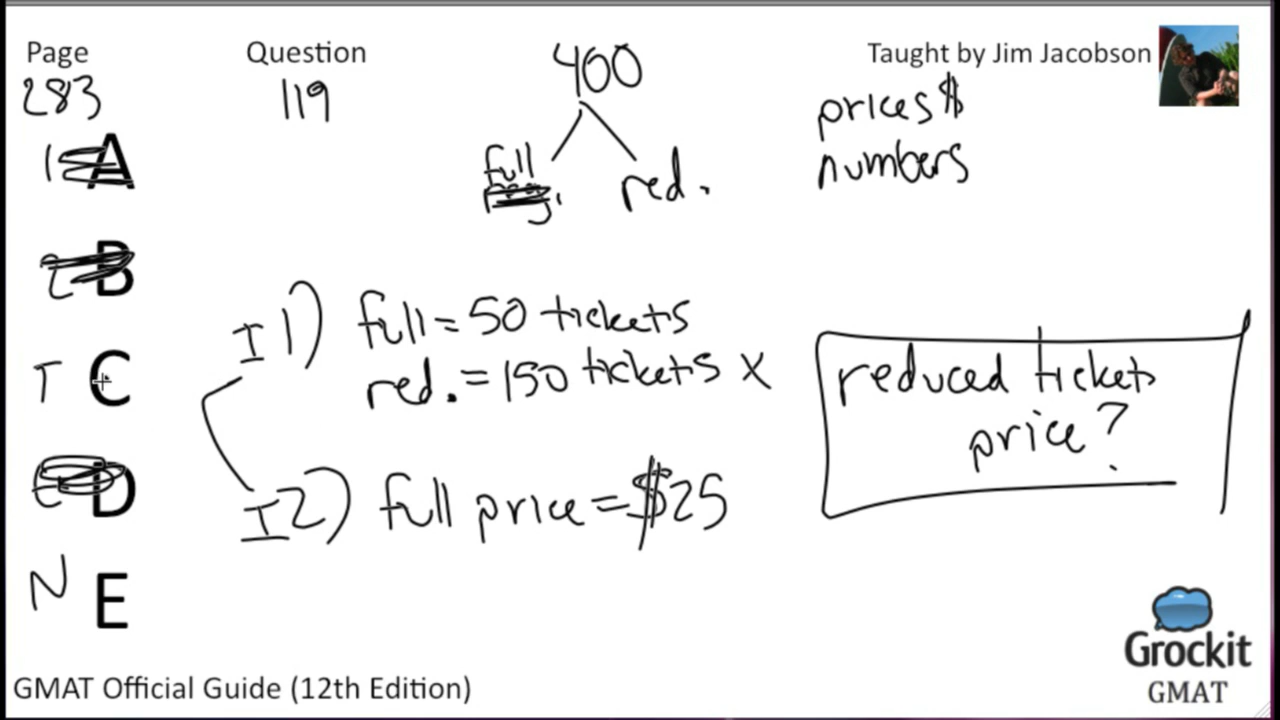 Page
283
Question
119
400
full
red.
Taught by Jim Jacobson
prices $
numbers
1 A
2 B
T C
D
N E
I 1) full = 50 tickets
red. = 150 tickets x
I 2) full price = $25
reduced tickets
price?
Grockit
GMAT
GMAT Official Guide (12th Edition)